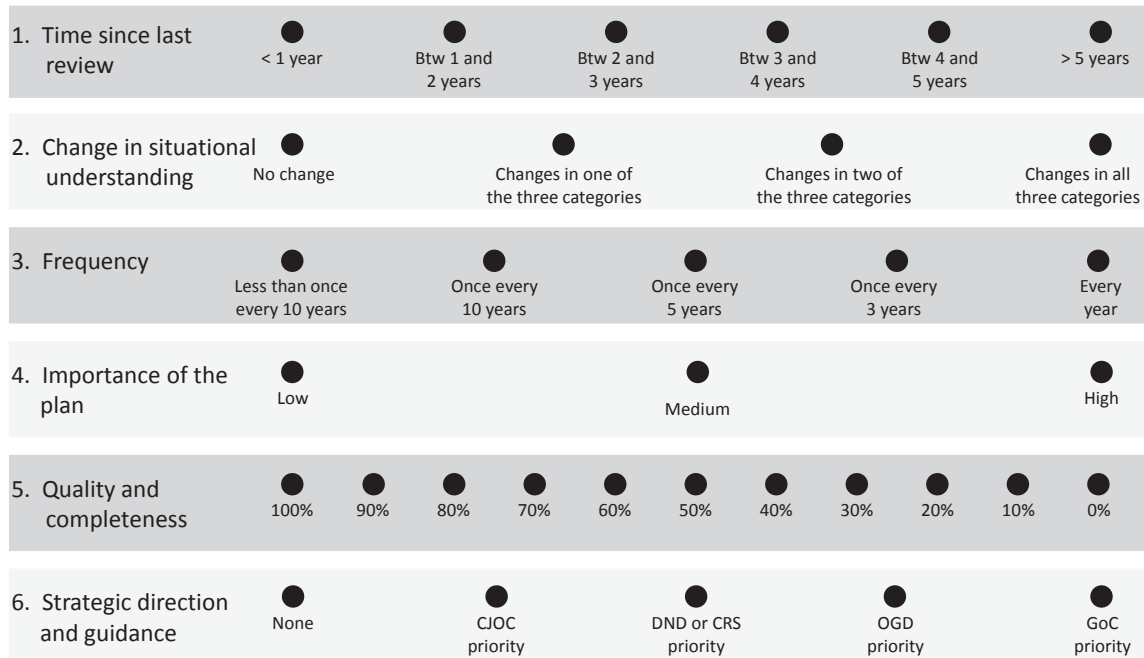 1. Time since last
review
< 1 year
Btw 1 and
2 years
Btw 2 and
3 years
Btw 3 and
4 years
Btw 4 and
5 years
> 5 years
2. Change in situational
understanding
No change
Changes in one of
the three categories
Changes in two of
the three categories
Changes in all
three categories
3. Frequency
Less than once
every 10 years
Once every
10 years
Once every
5 years
Once every
3 years
Every
year
4. Importance of the
plan
Low
Medium
High
5. Quality and
completeness
100%
90%
80%
70%
60%
50%
40%
30%
20%
10%
0%
6. Strategic direction
and guidance
None
CJOC
priority
DND or CRS
priority
OGD
priority
GoC
priority